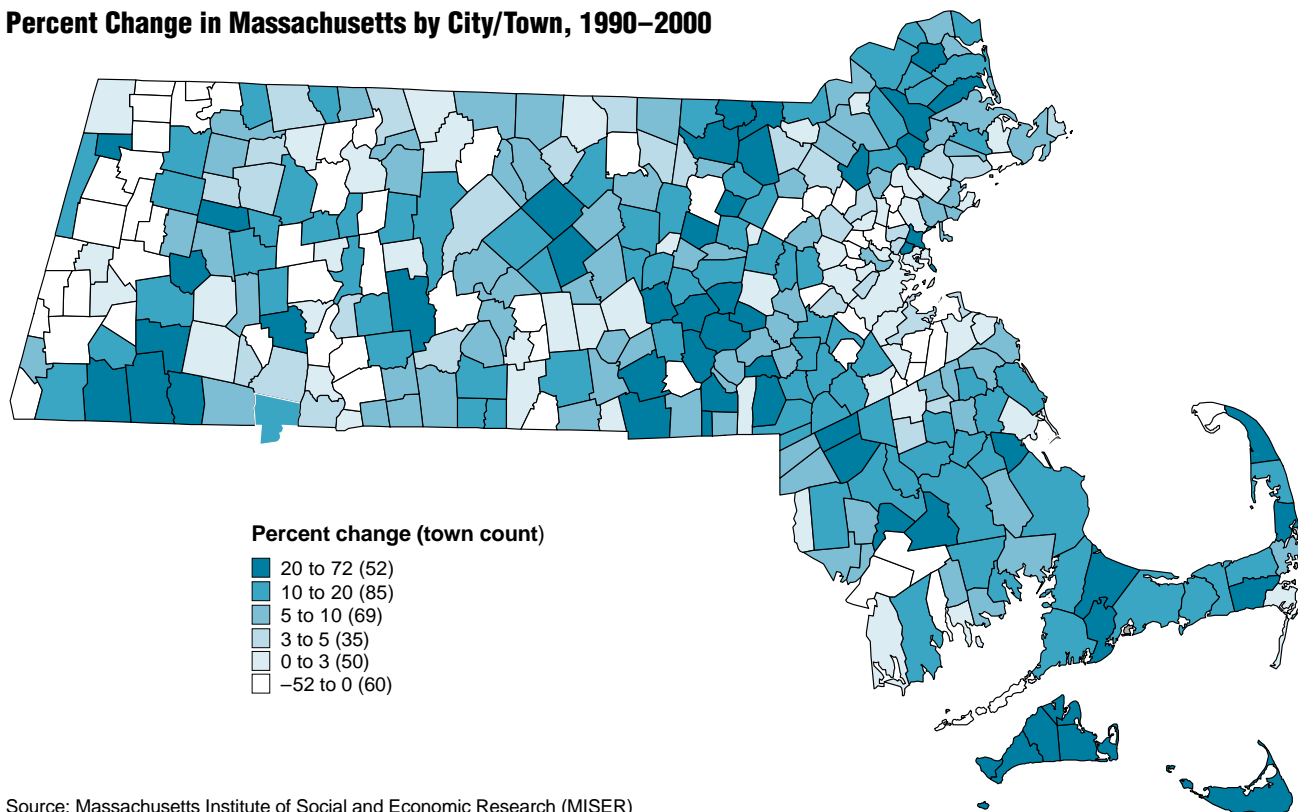 Percent Change in Massachusetts by City/Town, 1990–2000
Percent change (town count)
20 to 72 (52)
10 to 20 (85)
5 to 10 (69)
3 to 5 (35)
0 to 3 (50)
–52 to 0 (60)
Source: Massachusetts Institute of Social and Economic Research (MISER)